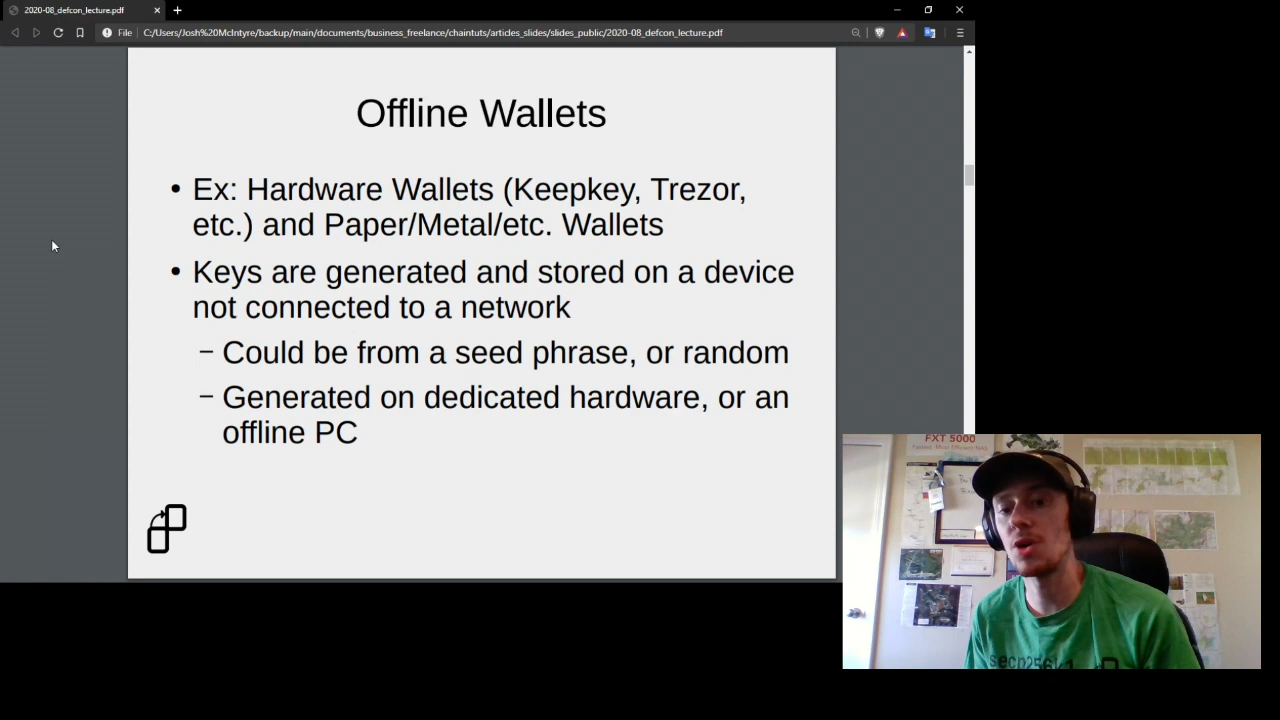 2020-08_defcon_lecture.pdf
File
C:/Users/Josh%20McIntyre/backup/main/documents/business_freelance/chaintuts/articles_slides/slides_public/2020-08_defcon_lecture.pdf
Offline Wallets
• Ex: Hardware Wallets (Keepkey, Trezor,
etc.) and Paper/Metal/etc. Wallets
• Keys are generated and stored on a device
not connected to a network
– Could be from a seed phrase, or random
– Generated on dedicated hardware, or an
offline PC
FXT 5000
secp256k1